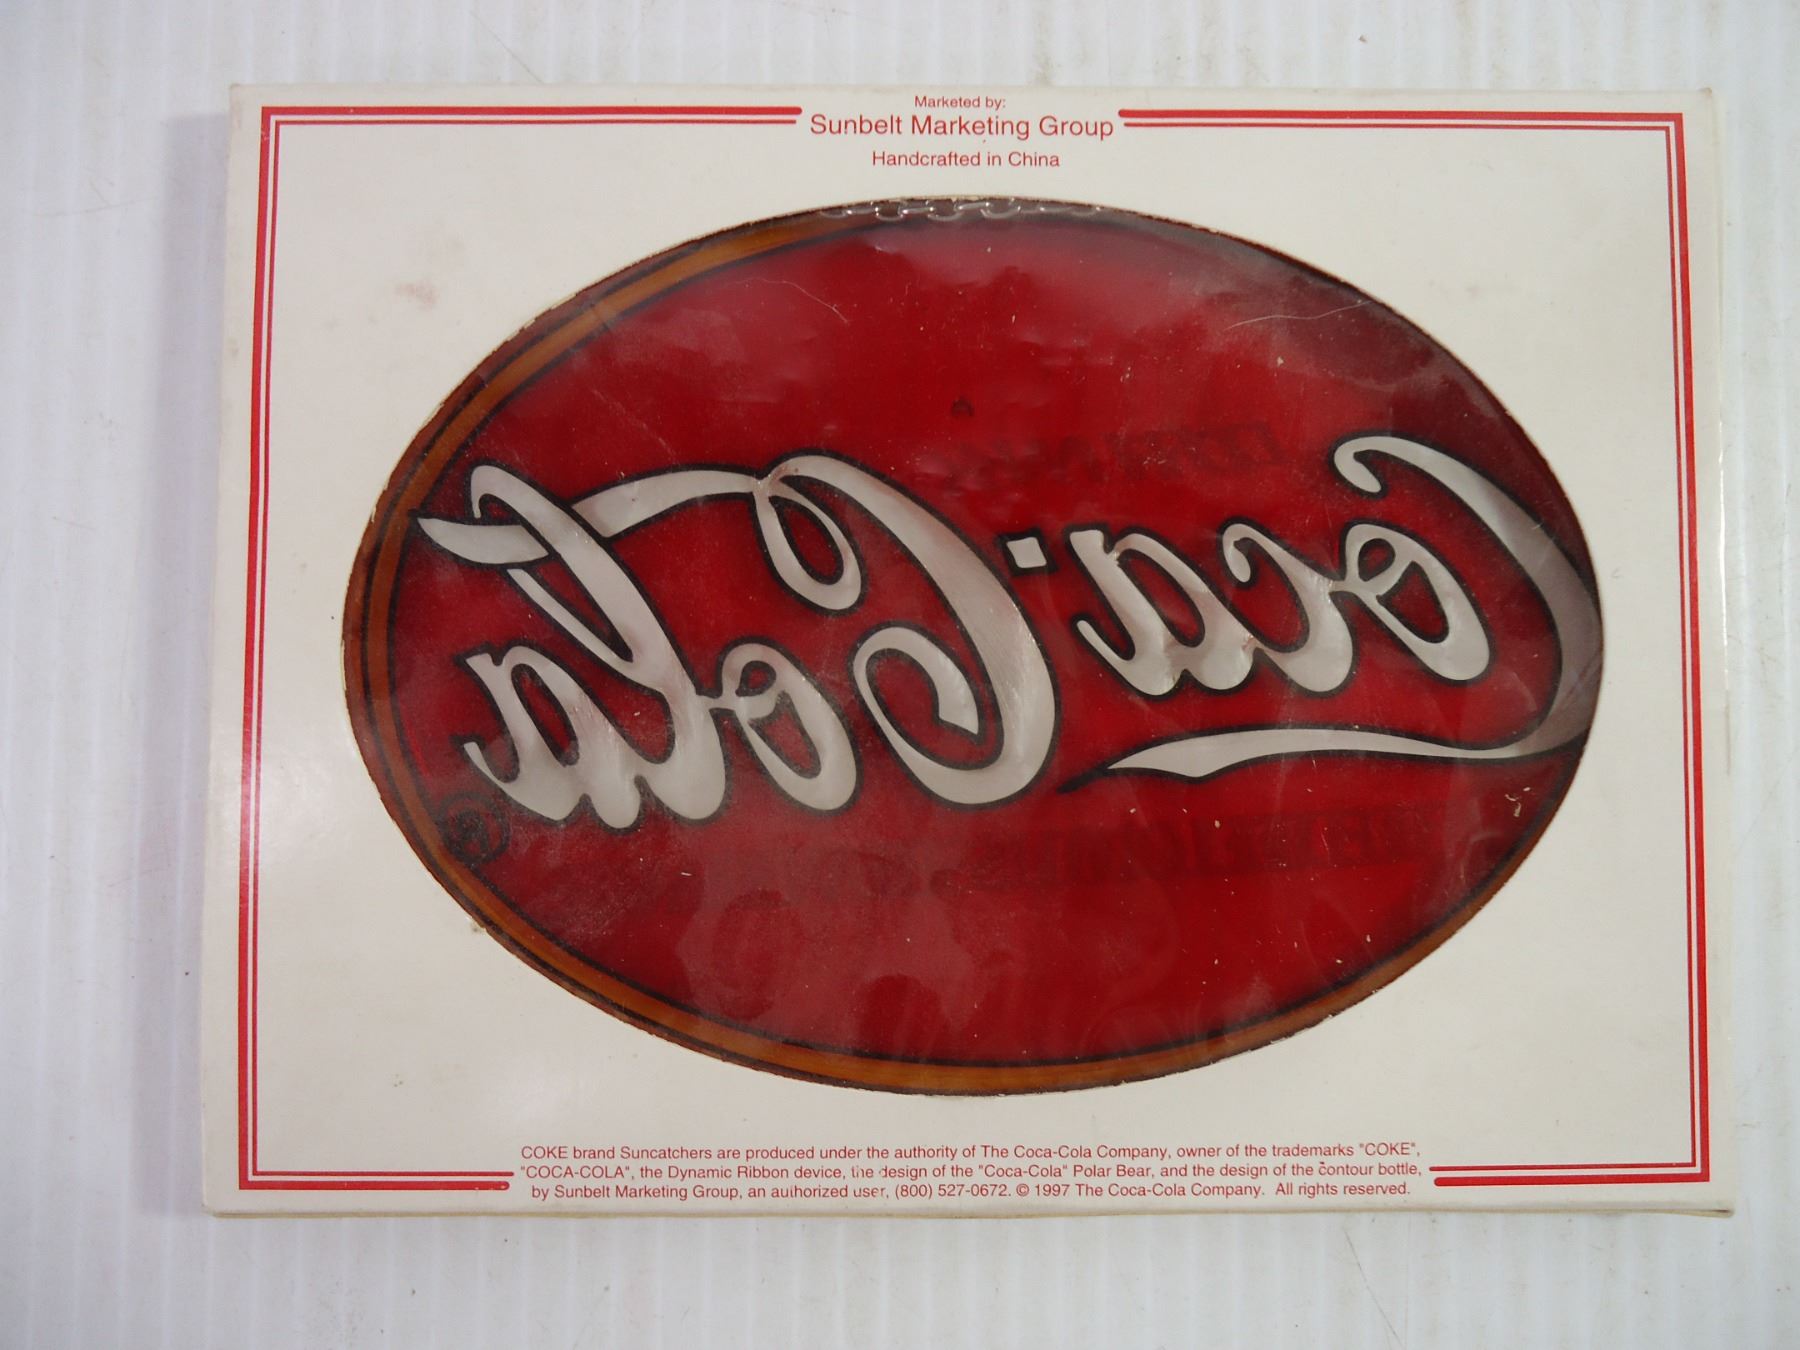 Marketed by:
Sunbelt Marketing Group
Handcrafted in China
Coca-Cola
®
COKE brand Suncatchers are produced under the authority of The Coca-Cola Company, owner of the trademarks "COKE",
"COCA-COLA", the Dynamic Ribbon device, the design of the "Coca-Cola" Polar Bear, and the design of the contour bottle,
by Sunbelt Marketing Group, an authorized user, (800) 527-0672. © 1997 The Coca-Cola Company. All rights reserved.